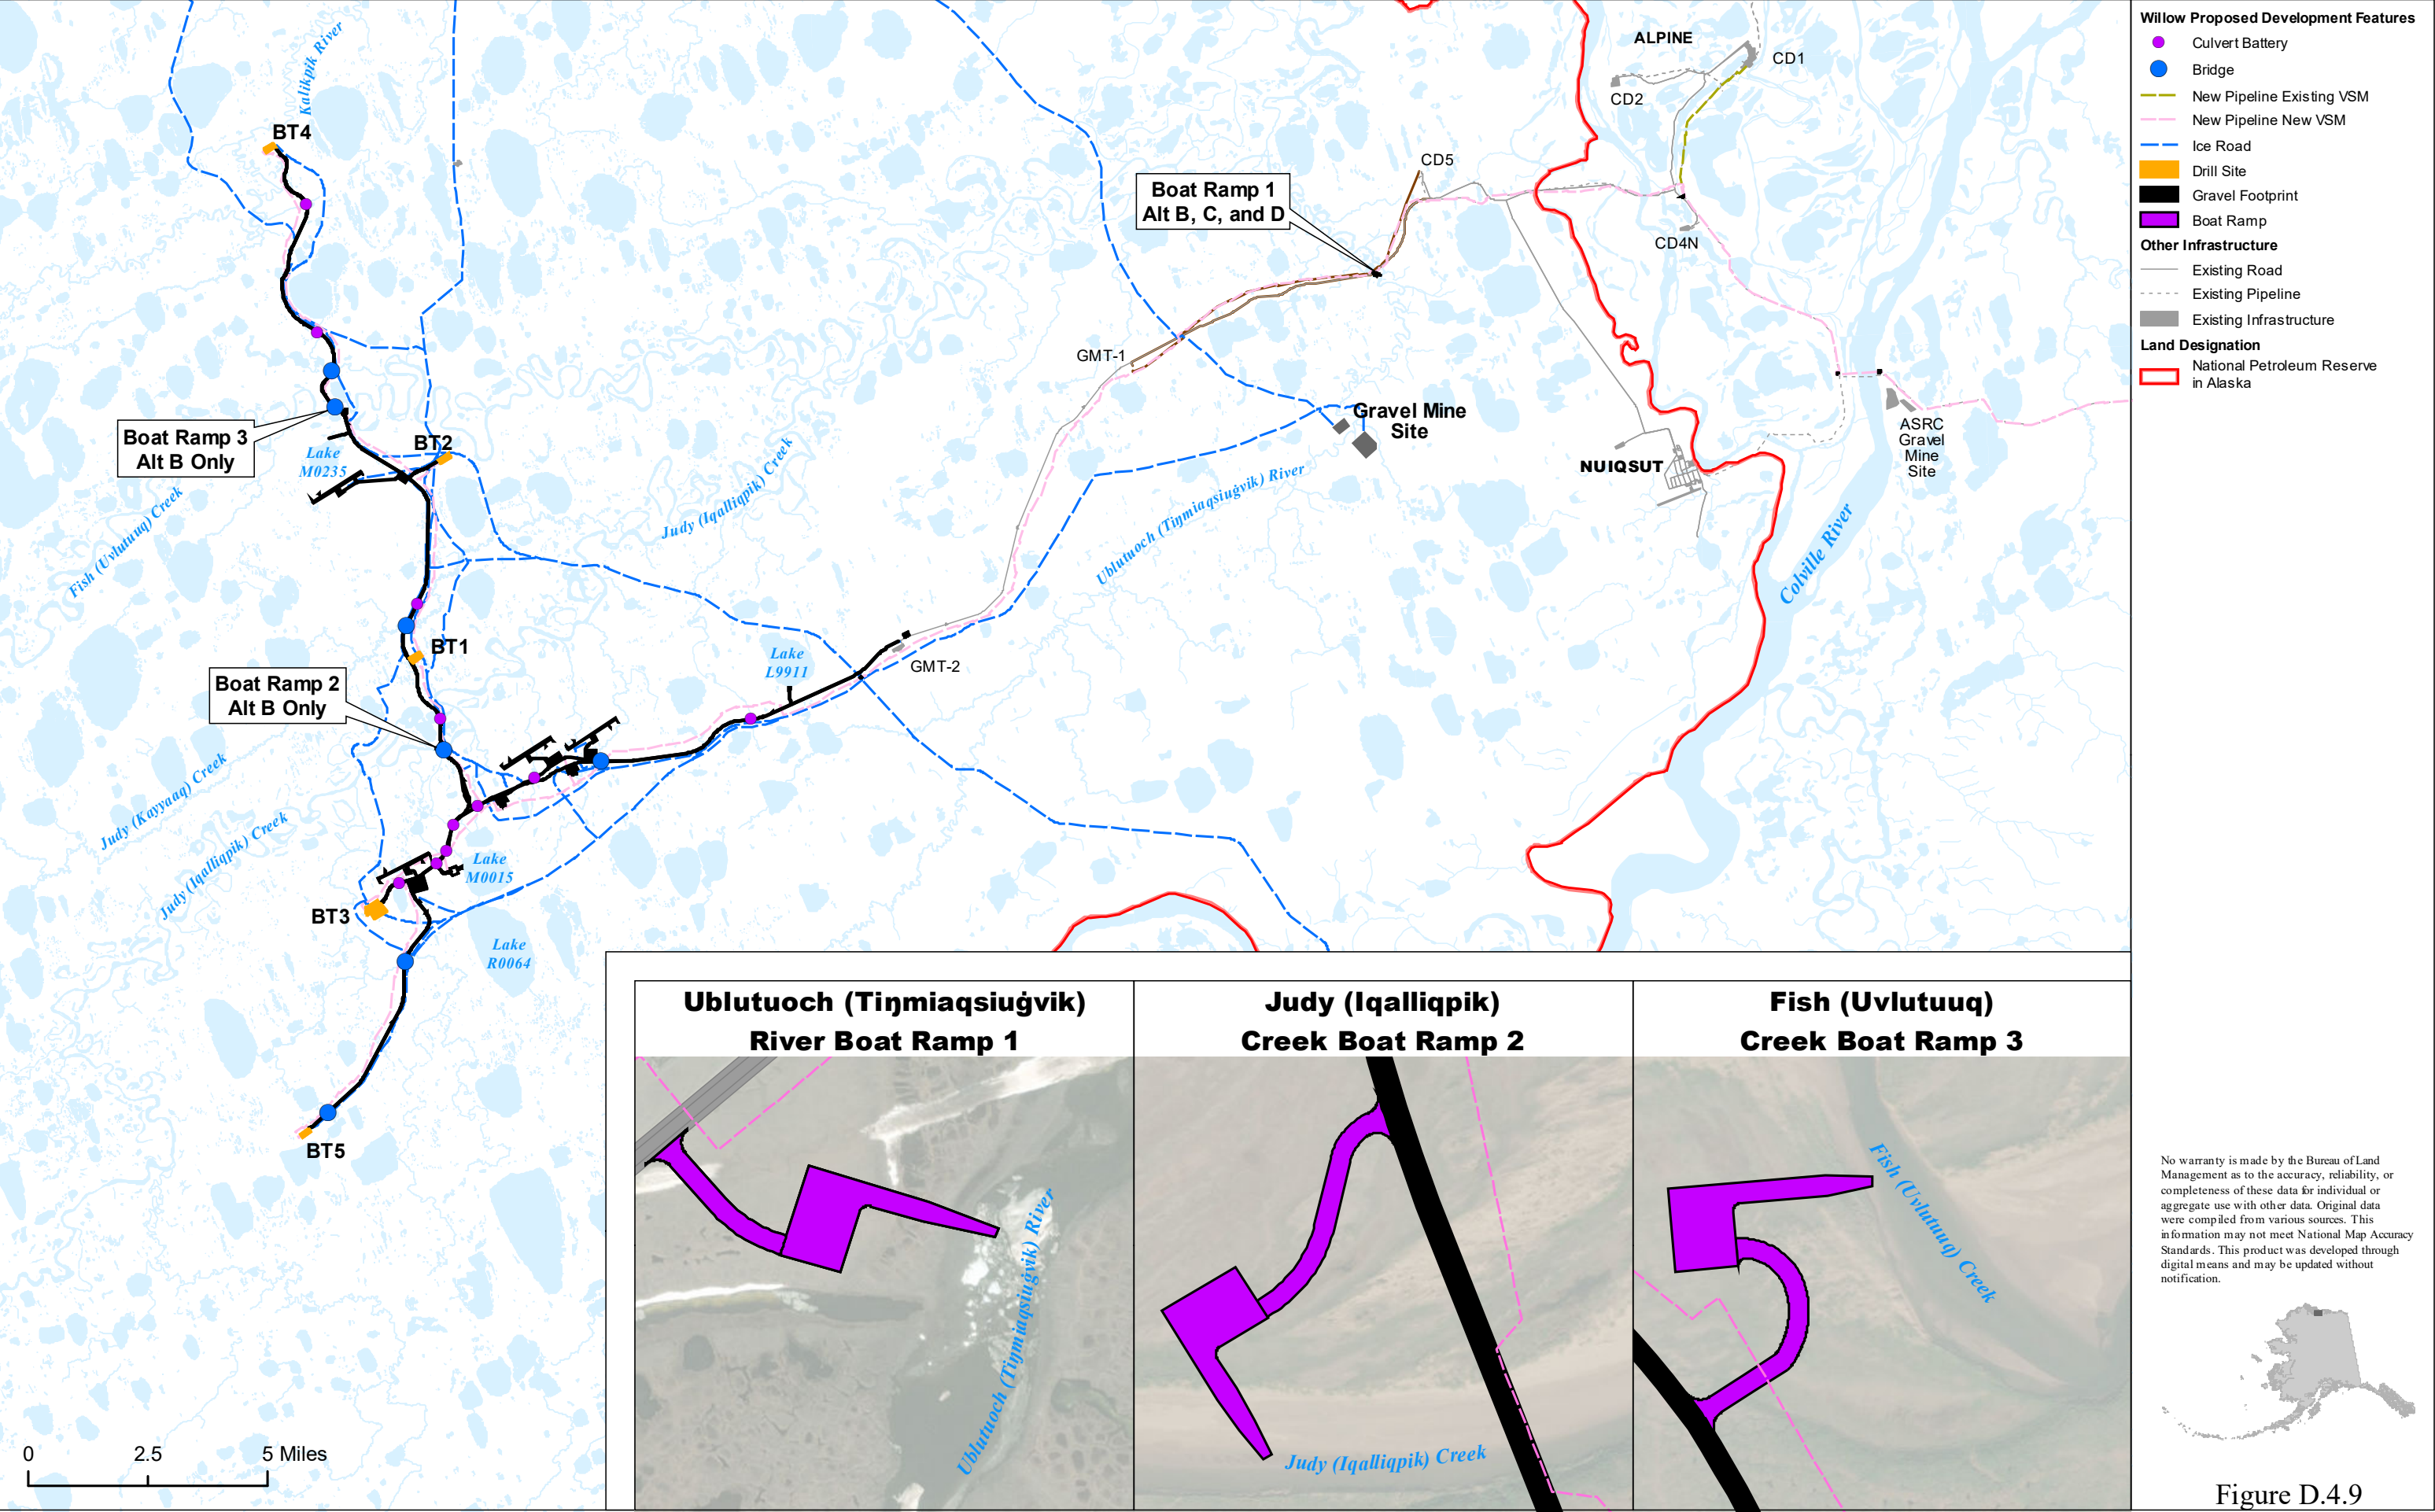 Kalikpik River
BT4
ALPINE
CD1
CD2
CD5
Boat Ramp 1
Alt B, C, and D
CD4N
GMT-1
Boat Ramp 3
Alt B Only
BT2
Lake
M0235
Fish (Uvlutuuq) Creek
Judy (Iqalliqpik) Creek
Gravel Mine
Site
NUIQSUT
ASRC
Gravel
Mine
Site
Ublutuoch (Tiŋmiaqsiuġvik) River
Colville River
BT1
Lake
L9911
GMT-2
Boat Ramp 2
Alt B Only
Judy (Kayyaaq) Creek
Judy (Iqalliqpik) Creek
Lake
M0015
BT3
Lake
R0064
BT5
0
2.5
5 Miles
Ublutuoch (Tiŋmiaqsiuġvik)
River Boat Ramp 1
Ublutuoch (Tiŋmiaqsiuġvik) River
Judy (Iqalliqpik)
Creek Boat Ramp 2
Judy (Iqalliqpik) Creek
Fish (Uvlutuuq)
Creek Boat Ramp 3
Fish (Uvlutuuq) Creek
Willow Proposed Development Features
Culvert Battery
Bridge
New Pipeline Existing VSM
New Pipeline New VSM
Ice Road
Drill Site
Gravel Footprint
Boat Ramp
Other Infrastructure
Existing Road
Existing Pipeline
Existing Infrastructure
Land Designation
National Petroleum Reserve
in Alaska
No warranty is made by the Bureau of Land
Management as to the accuracy, reliability, or
completeness of these data for individual or
aggregate use with other data. Original data
were compiled from various sources. This
information may not meet National Map Accuracy
Standards. This product was developed through
digital means and may be updated without
notification.
Figure D.4.9